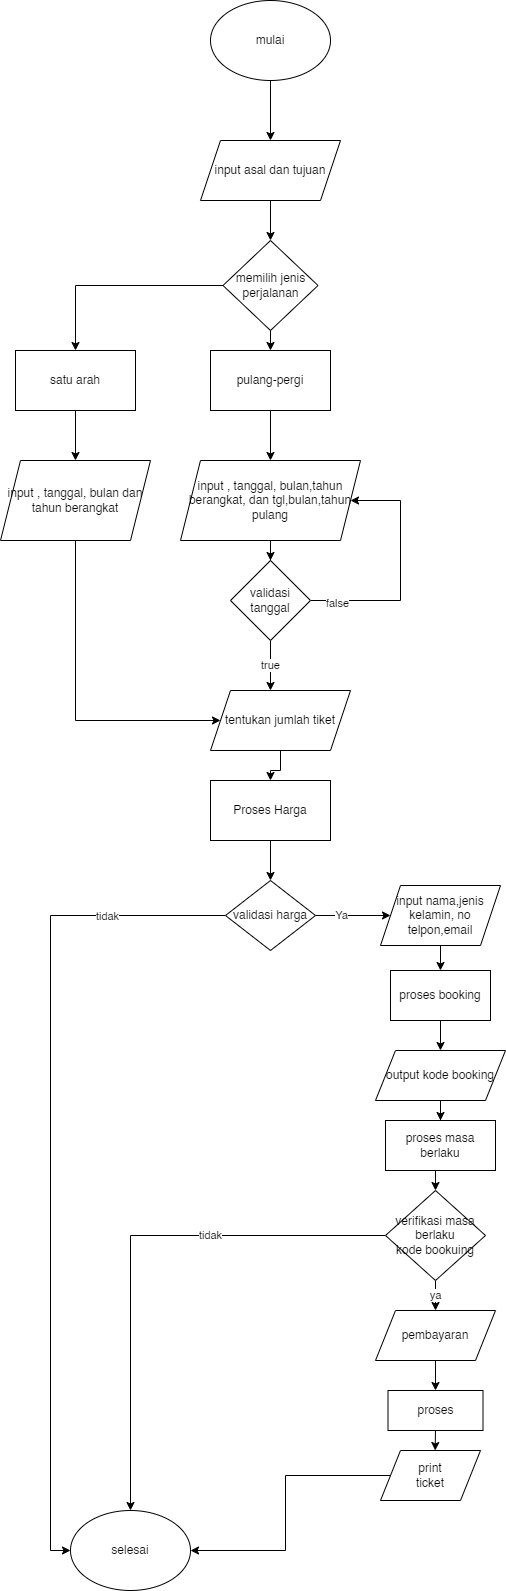 mulai
input asal dan tujuan
memilih jenis
perjalanan
satu arah
pulang-pergi
input , tanggal, bulan dan
tahun berangkat
input , tanggal, bulan,tahun
berangkat, dan tgl,bulan,tahun
pulang
validasi
tanggal
false
true
tentukan jumlah tiket
Proses Harga
validasi harga
tidak
Ya
input nama,jenis
kelamin, no
telpon,email
proses booking
output kode booking
proses masa
berlaku
verifikasi masa
berlaku
kode bookuing
tidak
ya
pembayaran
proses
print
ticket
selesai